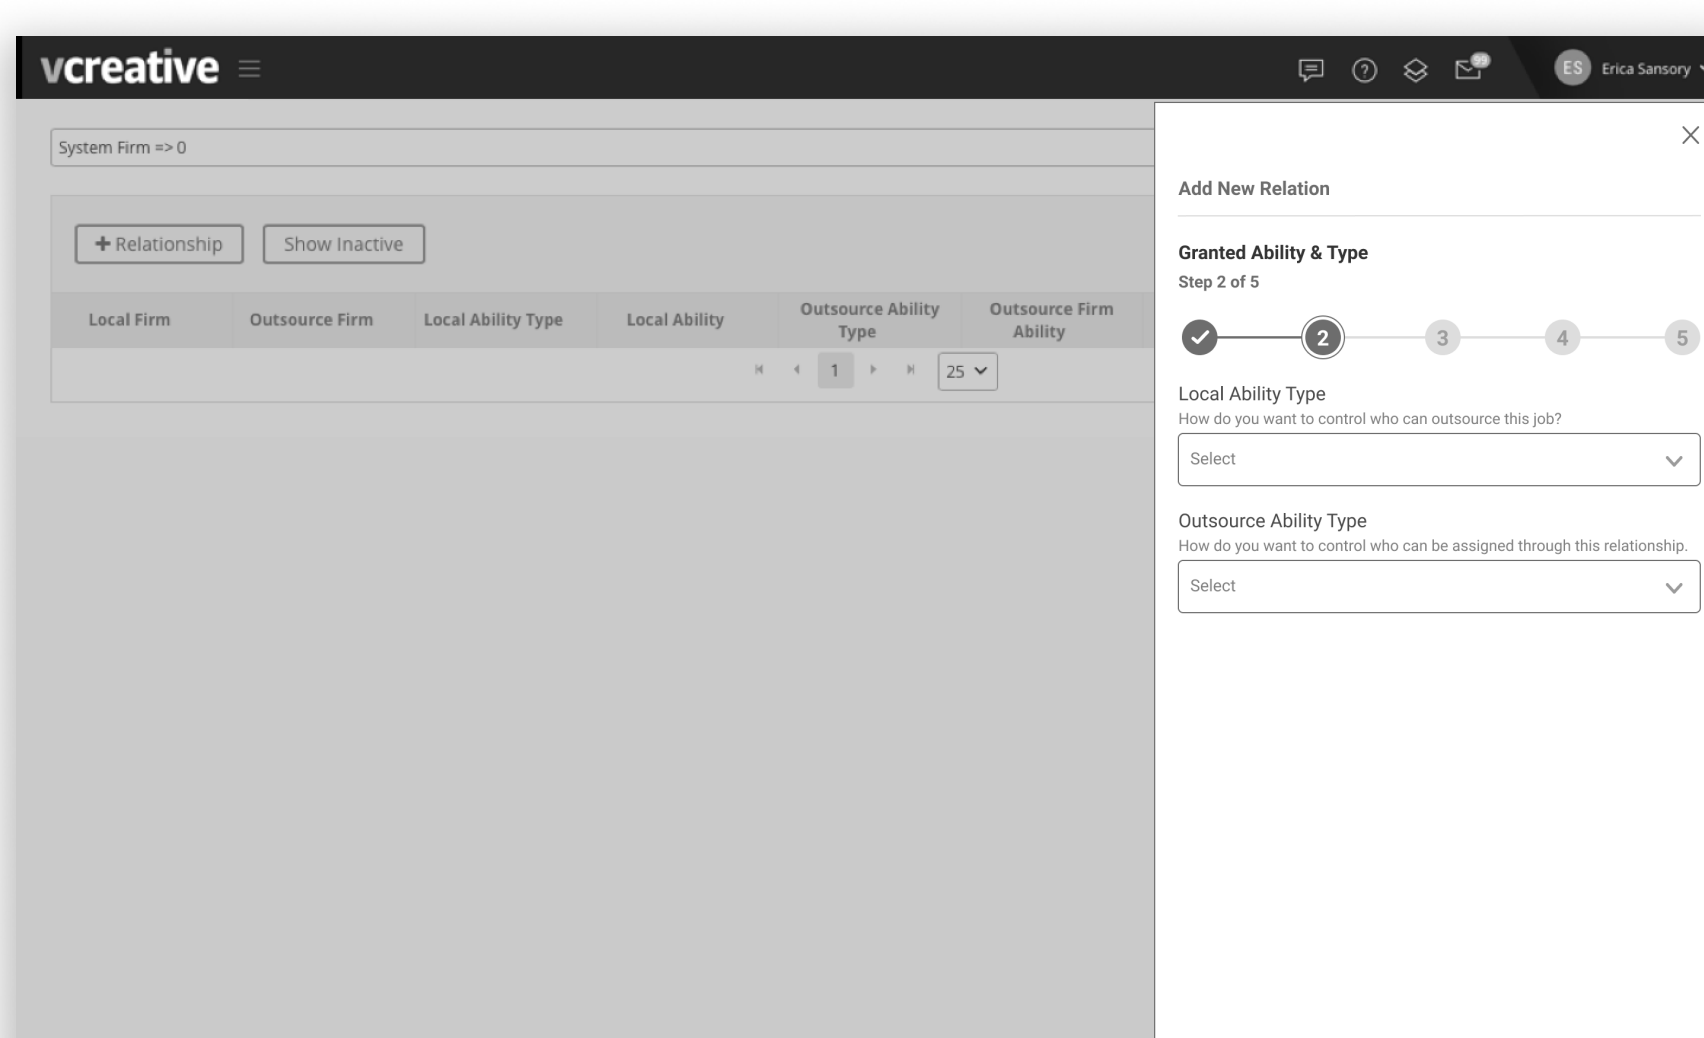 vcreative
99
ES
Erica Sansory
System Firm => 0
Relationship
Show Inactive
Local Firm
Outsource Firm
Local Ability Type
Local Ability
Outsource Ability
Type
Outsource Firm
Ability
1
25
Add New Relation
Granted Ability & Type
Step 2 of 5
2
3
4
5
Local Ability Type
How do you want to control who can outsource this job?
Select
Outsource Ability Type
How do you want to control who can be assigned through this relationship.
Select